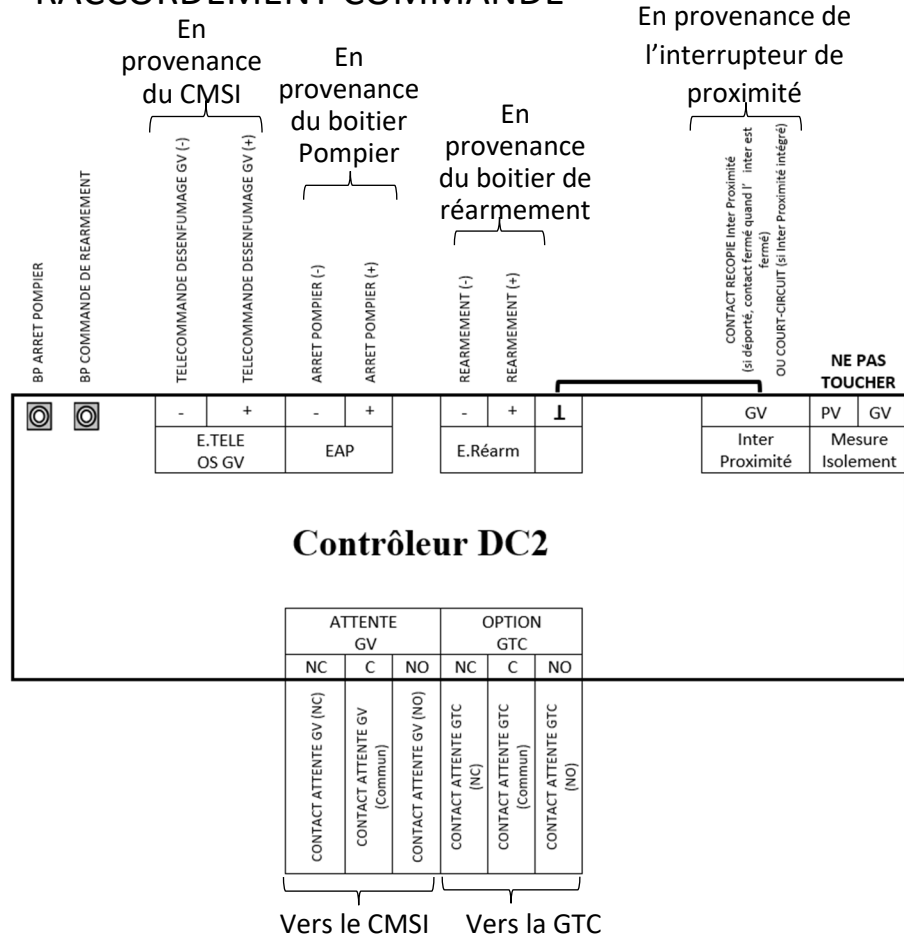 RACCORDEMENT COMMANDE
En
provenance
du CMSI
En
provenance
du boitier
Pompier
En
provenance
du boitier de
réarmement
En provenance de
l'interrupteur de
proximité
BP ARRET POMPIER
BP COMMANDE DE REARMEMENT
TELECOMMANDE DESENFUMAGE GV (-)
TELECOMMANDE DESENFUMAGE GV (+)
ARRET POMPIER (-)
ARRET POMPIER (+)
REARMEMENT (-)
REARMEMENT (+)
CONTACT RECOPIE Inter Proximité
(si déporté, contact fermé quand l' inter est
fermé)
OU COURT-CIRCUIT (si Inter Proximité intégré)
NE PAS
TOUCHER
- + - + - + ⊥ GV PV GV
E.TELE
OS GV
EAP
E.Réarm
Inter
Proximité
Mesure
Isolement
Contrôleur DC2
ATTENTE
GV
OPTION
GTC
NC C NO NC C NO
CONTACT ATTENTE GV (NC)
CONTACT ATTENTE GV
(Commun)
CONTACT ATTENTE GV (NO)
CONTACT ATTENTE GTC
(NC)
CONTACT ATTENTE GTC
(Commun)
CONTACT ATTENTE GTC
(NO)
Vers le CMSI
Vers la GTC